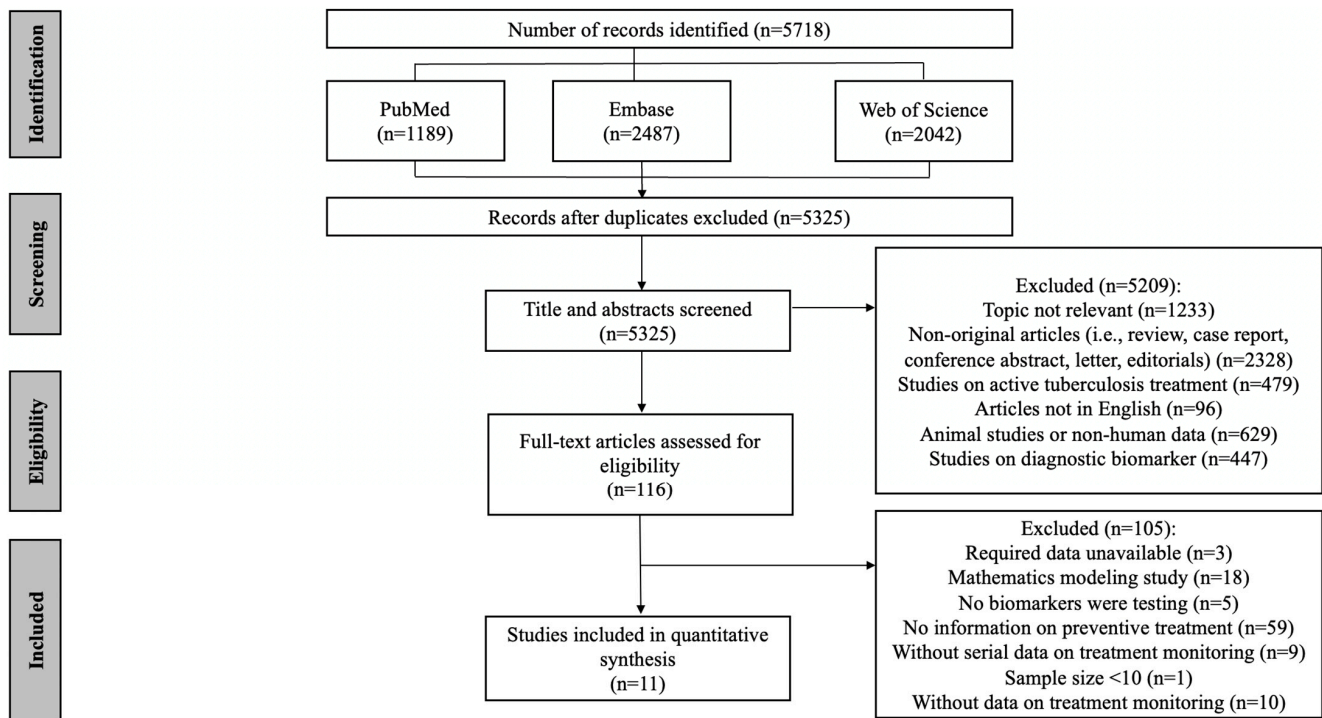 Identification
Number of records identified (n=5718)
PubMed
(n=1189)
Embase
(n=2487)
Web of Science
(n=2042)
Screening
Records after duplicates excluded (n=5325)
Title and abstracts screened
(n=5325)
Excluded (n=5209):
Topic not relevant (n=1233)
Non-original articles (i.e., review, case report,
conference abstract, letter, editorials) (n=2328)
Studies on active tuberculosis treatment (n=479)
Articles not in English (n=96)
Animal studies or non-human data (n=629)
Studies on diagnostic biomarker (n=447)
Eligibility
Full-text articles assessed for
eligibility
(n=116)
Included
Excluded (n=105):
Required data unavailable (n=3)
Mathematics modeling study (n=18)
No biomarkers were testing (n=5)
No information on preventive treatment (n=59)
Without serial data on treatment monitoring (n=9)
Sample size <10 (n=1)
Without data on treatment monitoring (n=10)
Studies included in quantitative
synthesis
(n=11)